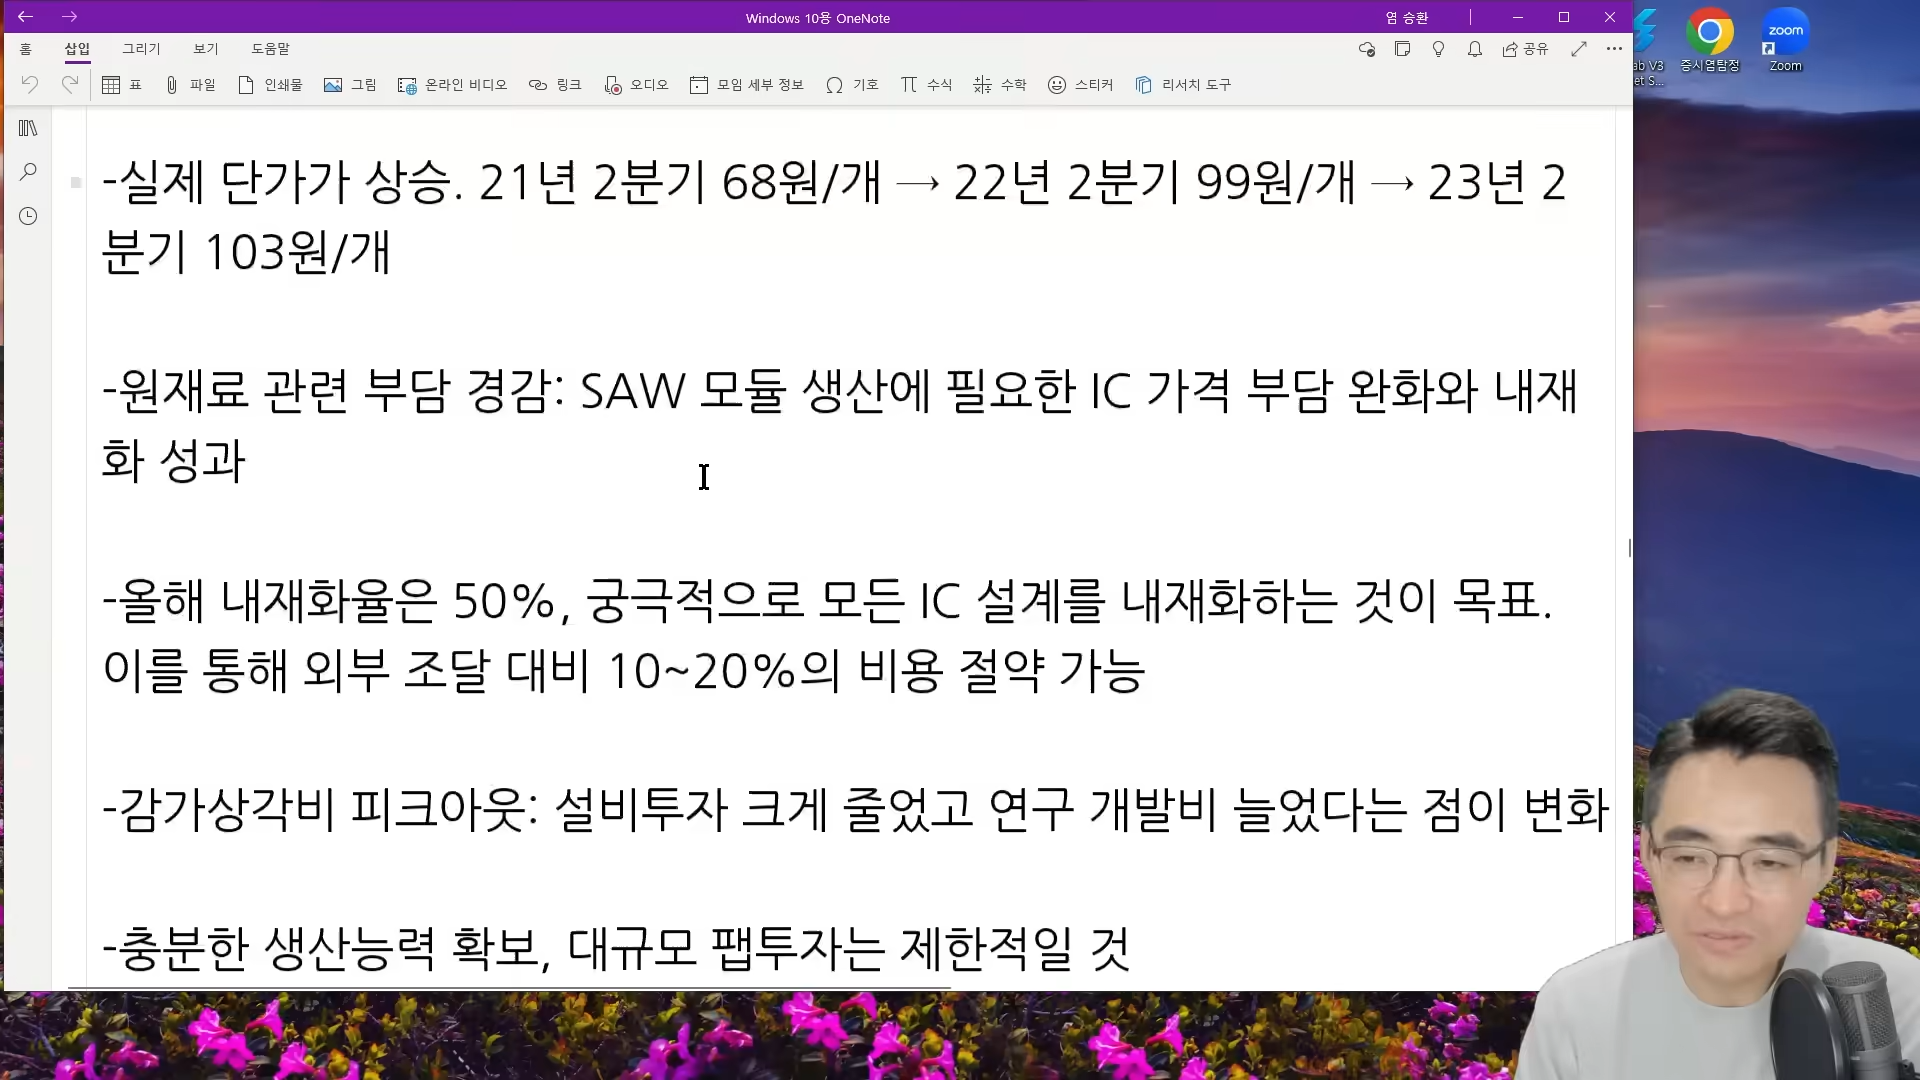 Windows 10용 OneNote
염 승환
홈 삽입 그리기 보기 도움말
공유
표 파일 인쇄물 그림 온라인 비디오 링크 오디오 모임 세부 정보 기호 수식 수학 스티커 리서치 도구
ab V3
et S...
증시염탐정
zoom
Zoom
-실제 단가가 상승. 21년 2분기 68원/개 → 22년 2분기 99원/개 → 23년 2
분기 103원/개
-원재료 관련 부담 경감: SAW 모듈 생산에 필요한 IC 가격 부담 완화와 내재
화 성과
-올해 내재화율은 50%, 궁극적으로 모든 IC 설계를 내재화하는 것이 목표.
이를 통해 외부 조달 대비 10~20%의 비용 절약 가능
-감가상각비 피크아웃: 설비투자 크게 줄었고 연구 개발비 늘었다는 점이 변화
-충분한 생산능력 확보, 대규모 팹투자는 제한적일 것